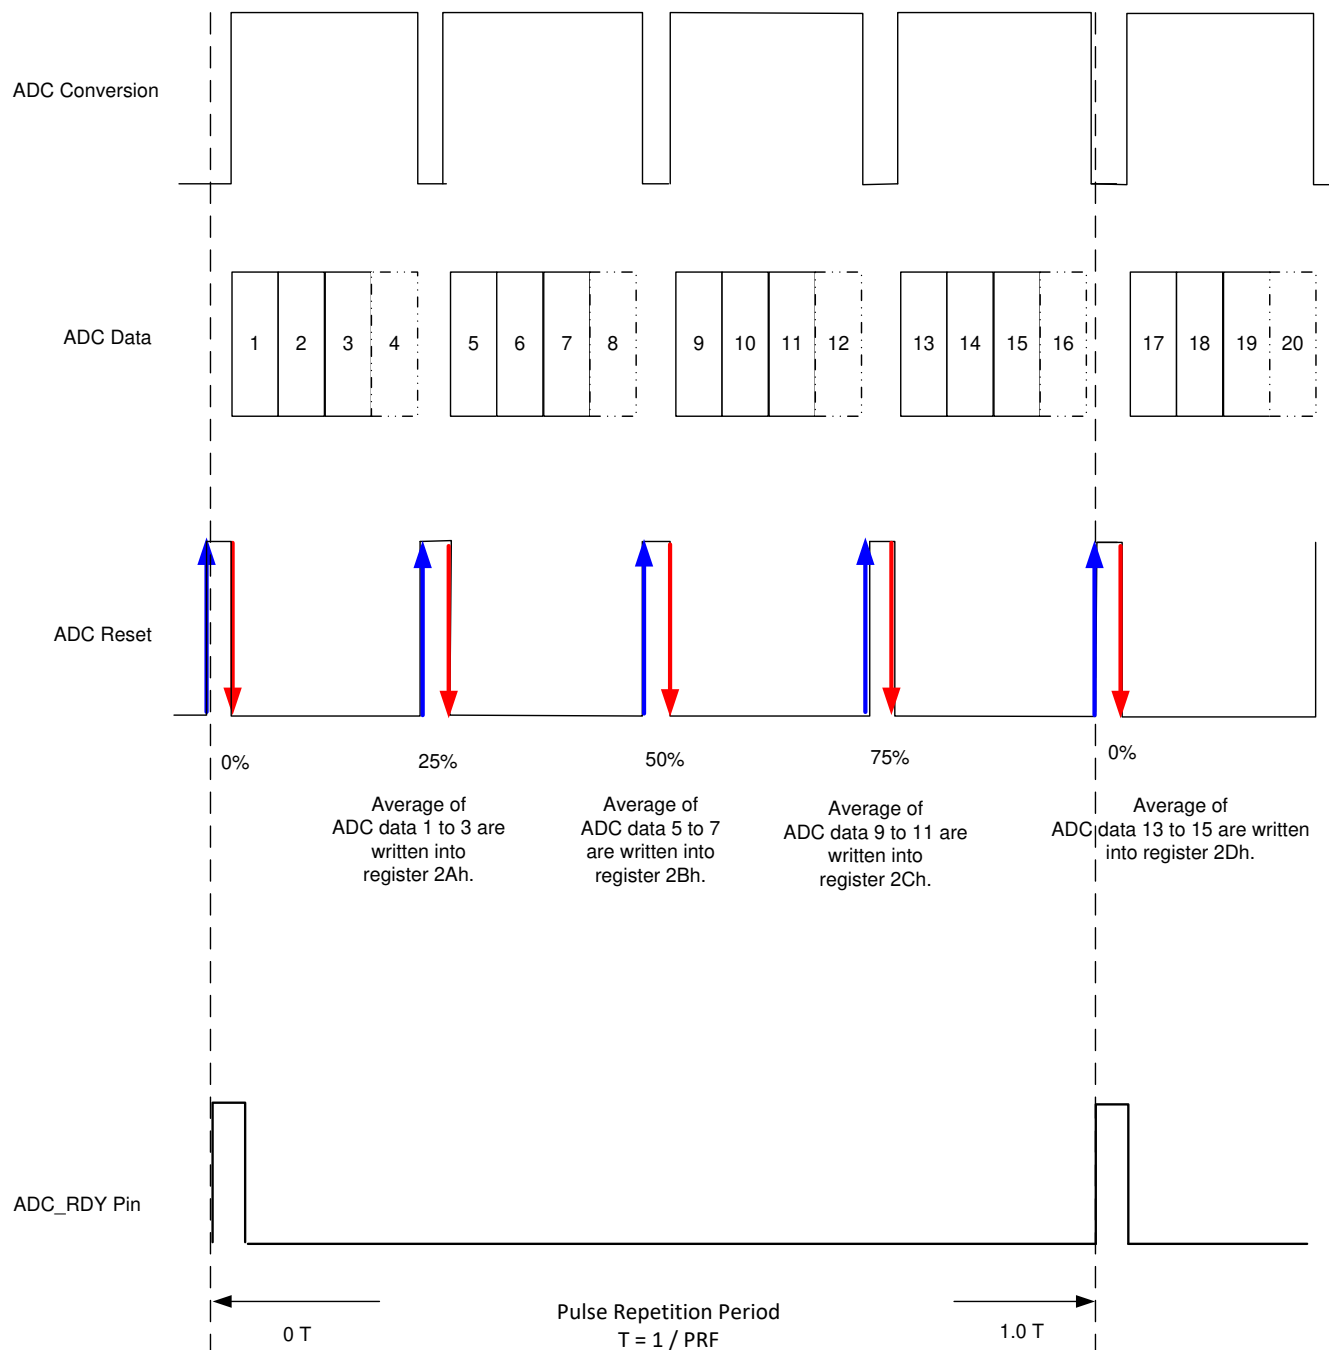 ADC Conversion
ADC Data
1 2 3 4 5 6 7 8 9 10 11 12 13 14 15 16 17 18 19 20
ADC Reset
0% 25% 50% 75% 0%
Average of
ADC data 1 to 3 are
written into
register 2Ah.
Average of
ADC data 5 to 7
are written into
register 2Bh.
Average of
ADC data 9 to 11 are
written into
register 2Ch.
Average of
ADC data 13 to 15 are written
into register 2Dh.
ADC_RDY Pin
0 T
Pulse Repetition Period
T = 1 / PRF
1.0 T